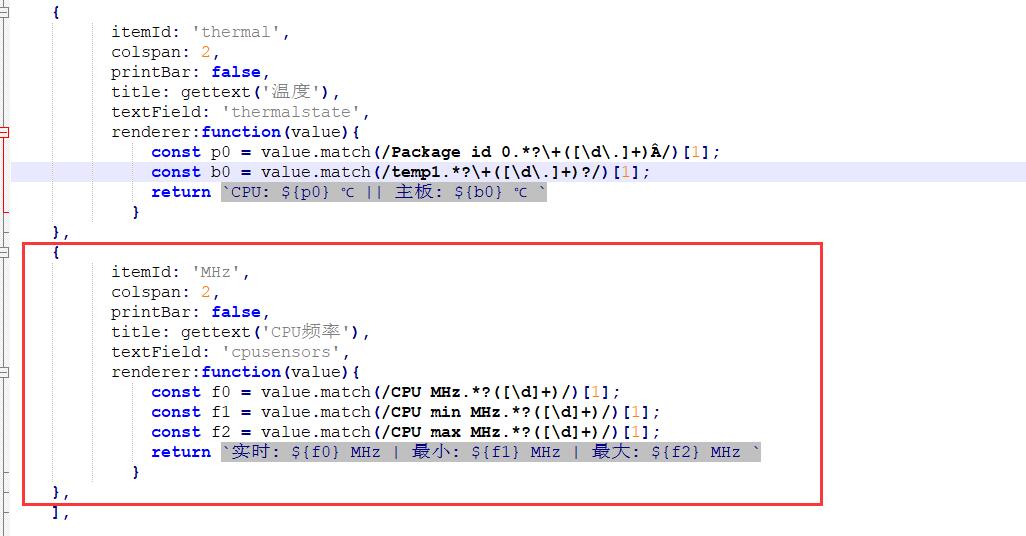 {
itemId: 'thermal',
colspan: 2,
printBar: false,
title: gettext('温度'),
textField: 'thermalstate',
renderer:function(value){
const p0 = value.match(/Package id 0.*?\+([\d\.]+)Â/)[1];
const b0 = value.match(/temp1.*?\+([\d\.]+)?/)[1];
return `CPU: ${p0} ℃ || 主板: ${b0} ℃ `
}
},
{
itemId: 'MHz',
colspan: 2,
printBar: false,
title: gettext('CPU频率'),
textField: 'cpusensors',
renderer:function(value){
const f0 = value.match(/CPU MHz.*?([\d]+)/)[1];
const f1 = value.match(/CPU min MHz.*?([\d]+)/)[1];
const f2 = value.match(/CPU max MHz.*?([\d]+)/)[1];
return `实时: ${f0} MHz | 最小: ${f1} MHz | 最大: ${f2} MHz `
}
},
],